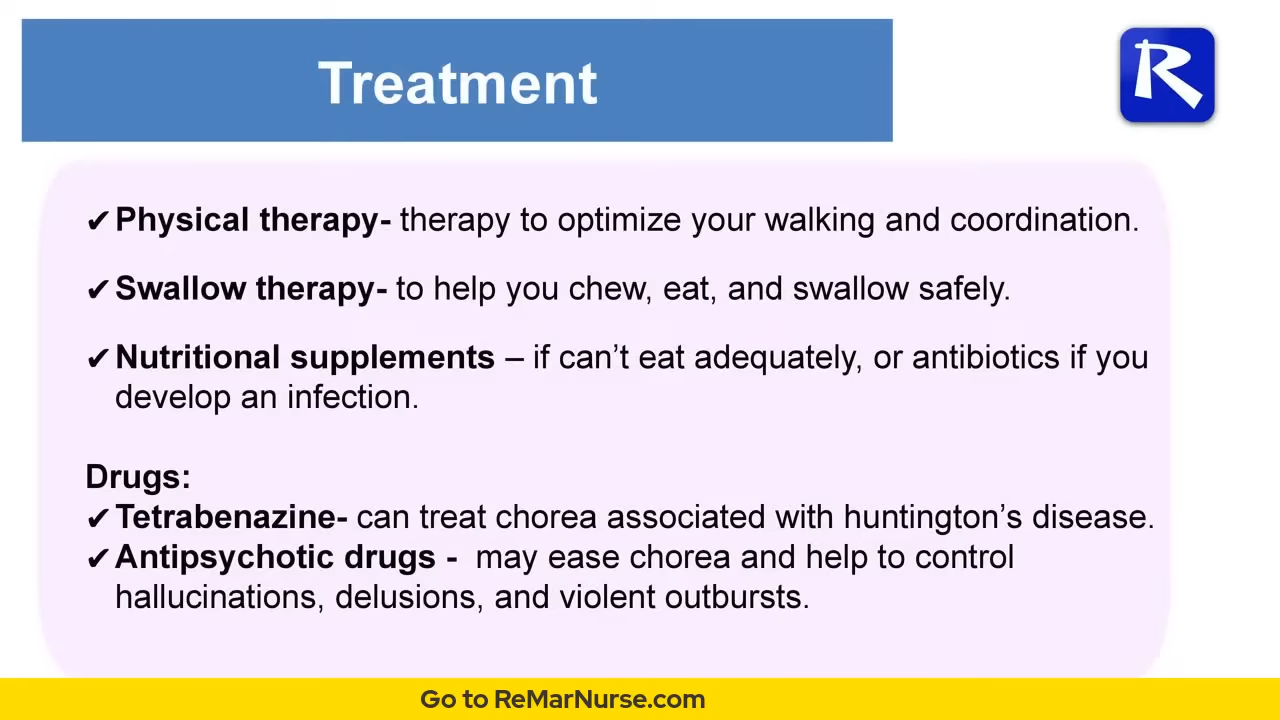 Treatment
R
✔Physical therapy- therapy to optimize your walking and coordination.
✔Swallow therapy- to help you chew, eat, and swallow safely.
✔Nutritional supplements – if can’t eat adequately, or antibiotics if you
develop an infection.
Drugs:
✔Tetrabenazine- can treat chorea associated with huntington’s disease.
✔Antipsychotic drugs - may ease chorea and help to control
hallucinations, delusions, and violent outbursts.
Go to ReMarNurse.com